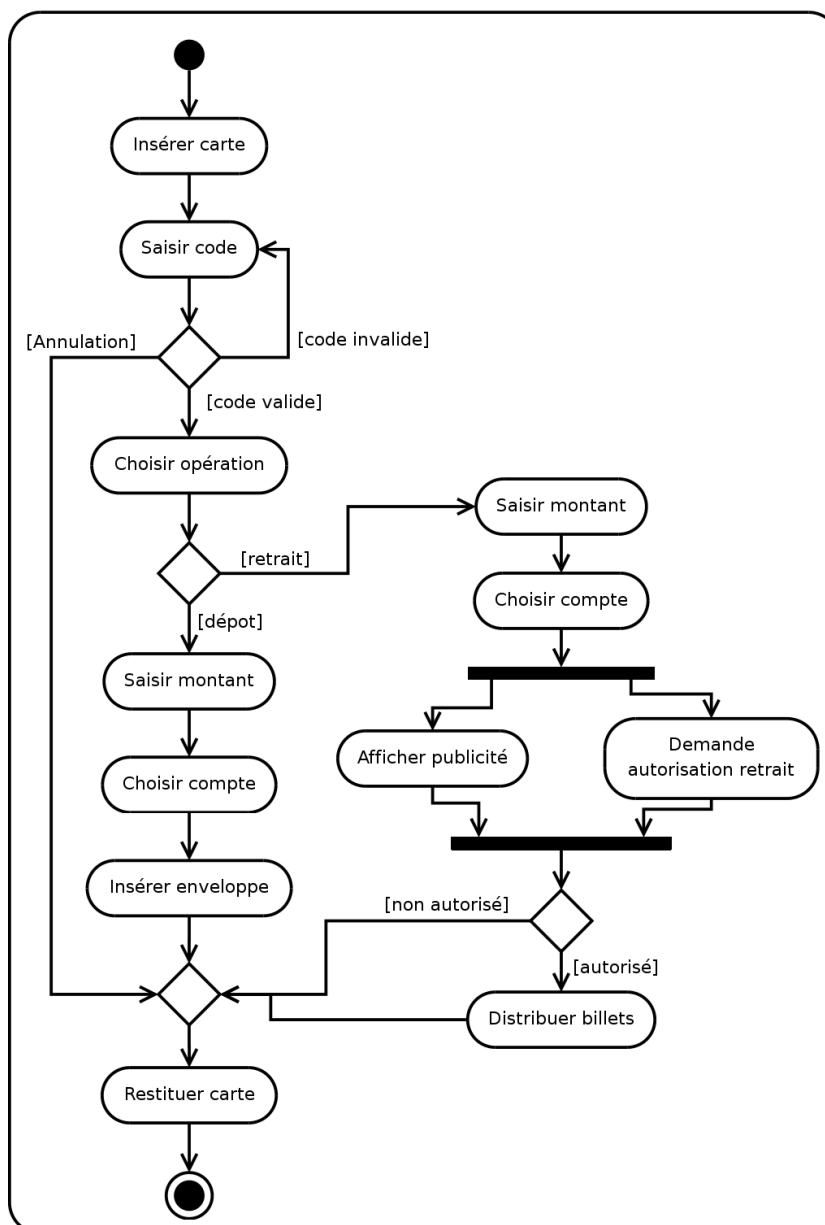 Insérer carte
Saisir code
[Annulation]
[code invalide]
[code valide]
Choisir opération
[retrait]
[dépot]
Saisir montant
Choisir compte
Insérer enveloppe
Saisir montant
Choisir compte
Afficher publicité
Demande
autorisation retrait
[non autorisé]
[autorisé]
Distribuer billets
Restituer carte